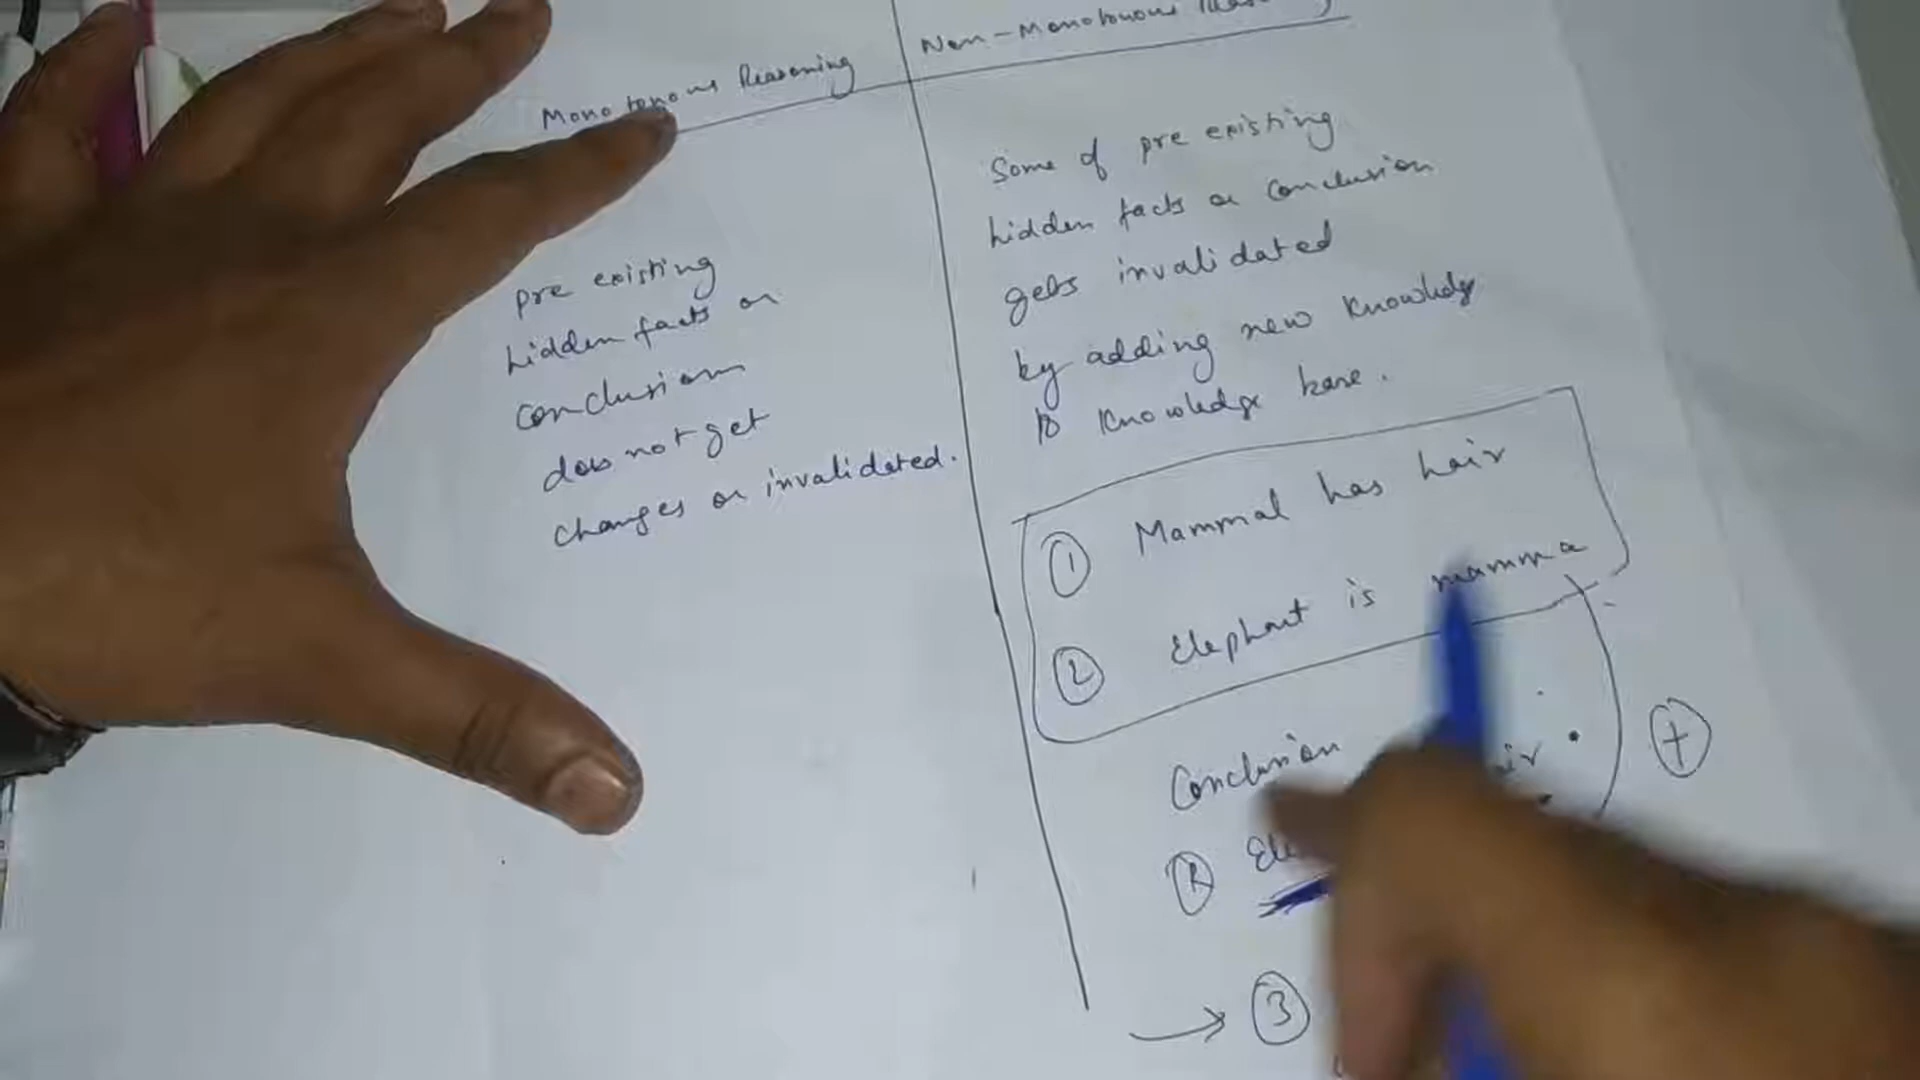 Monotonous Reasoning
Non-Monotonous
pre existing
hidden facts or
conclusions
does not get
changes or invalidated.
Some of pre existing
hidden facts or conclusion
gets invalidated
by adding new knowledge
to knowledge base.
1 Mammal has hair
2 Elephant is mamma
Conclusion
R Ele
+
→ 3